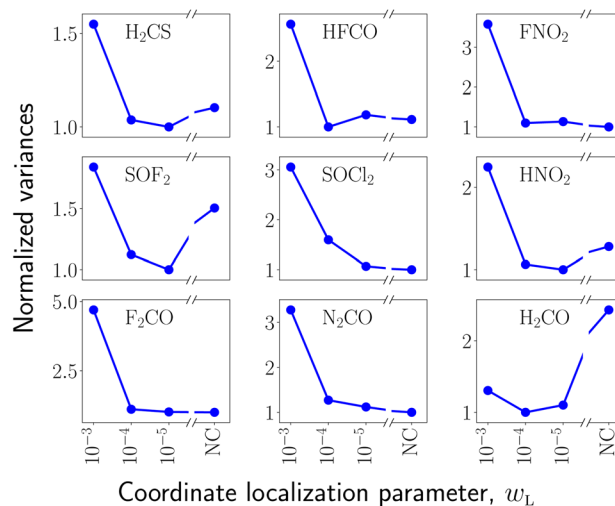 Normalized variances
H₂CS
1.5
1.0
HFCO
2
1
FNO₂
3
2
1
SOF₂
1.5
1.0
SOCl₂
3
2
1
HNO₂
2
1
F₂CO
5.0
2.5
10⁻³
10⁻⁴
10⁻⁵
NC
N₂CO
3
2
1
10⁻³
10⁻⁴
10⁻⁵
NC
H₂CO
2
1
10⁻³
10⁻⁴
10⁻⁵
NC
Coordinate localization parameter, w_L